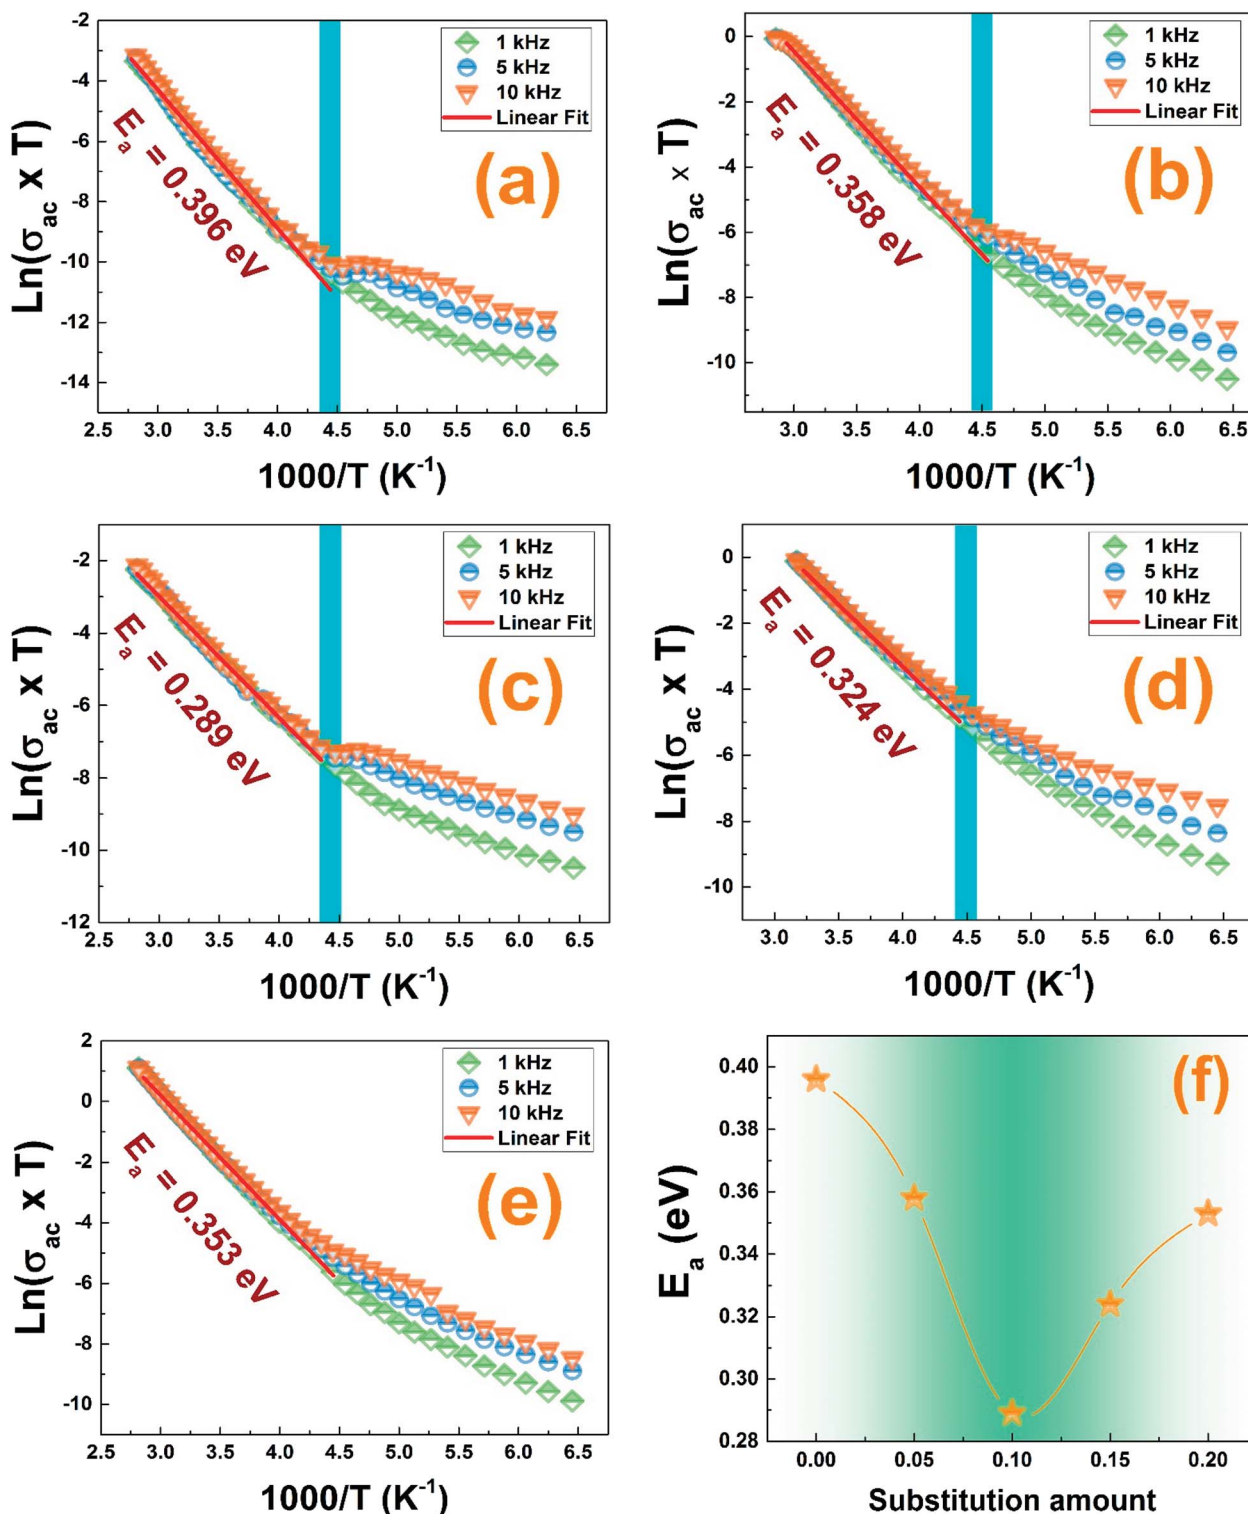 -2
-4
-6
-8
-10
-12
-14
Ln(σac x T)
1 kHz
5 kHz
10 kHz
Linear Fit
(a)
Ea = 0.396 eV
2.5 3.0 3.5 4.0 4.5 5.0 5.5 6.0 6.5
1000/T (K-1)
0
-2
-4
-6
-8
-10
Ln(σac x T)
1 kHz
5 kHz
10 kHz
Linear Fit
(b)
Ea = 0.358 eV
3.0 3.5 4.0 4.5 5.0 5.5 6.0 6.5
1000/T (K-1)
-2
-4
-6
-8
-10
-12
Ln(σac x T)
1 kHz
5 kHz
10 kHz
Linear Fit
(c)
Ea = 0.289 eV
2.5 3.0 3.5 4.0 4.5 5.0 5.5 6.0 6.5
1000/T (K-1)
0
-2
-4
-6
-8
-10
Ln(σac x T)
1 kHz
5 kHz
10 kHz
Linear Fit
(d)
Ea = 0.324 eV
3.0 3.5 4.0 4.5 5.0 5.5 6.0 6.5
1000/T (K-1)
2
0
-2
-4
-6
-8
-10
Ln(σac x T)
1 kHz
5 kHz
10 kHz
Linear Fit
(e)
Ea = 0.353 eV
2.5 3.0 3.5 4.0 4.5 5.0 5.5 6.0 6.5
1000/T (K-1)
0.40
0.38
0.36
0.34
0.32
0.30
0.28
Ea (eV)
(f)
0.00 0.05 0.10 0.15 0.20
Substitution amount